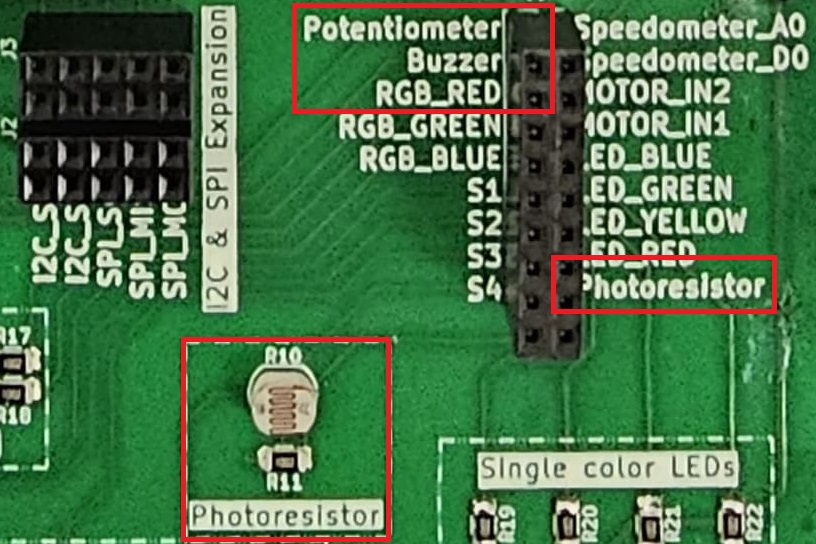 J3
J2
I2C & SPI Expansion
I2C_S
I2C_S
SPI_S
SPI_MI
SPI_MO
Potentiometer
Buzzer
RGB_RED
RGB_GREEN
RGB_BLUE
S1
S2
S3
S4
Speedometer_A0
Speedometer_D0
MOTOR_IN2
MOTOR_IN1
LED_BLUE
LED_GREEN
LED_YELLOW
LED_RED
Photoresistor
R17
R18
R10
R11
Photoresistor
Single color LEDs
R19
R20
R21
R22